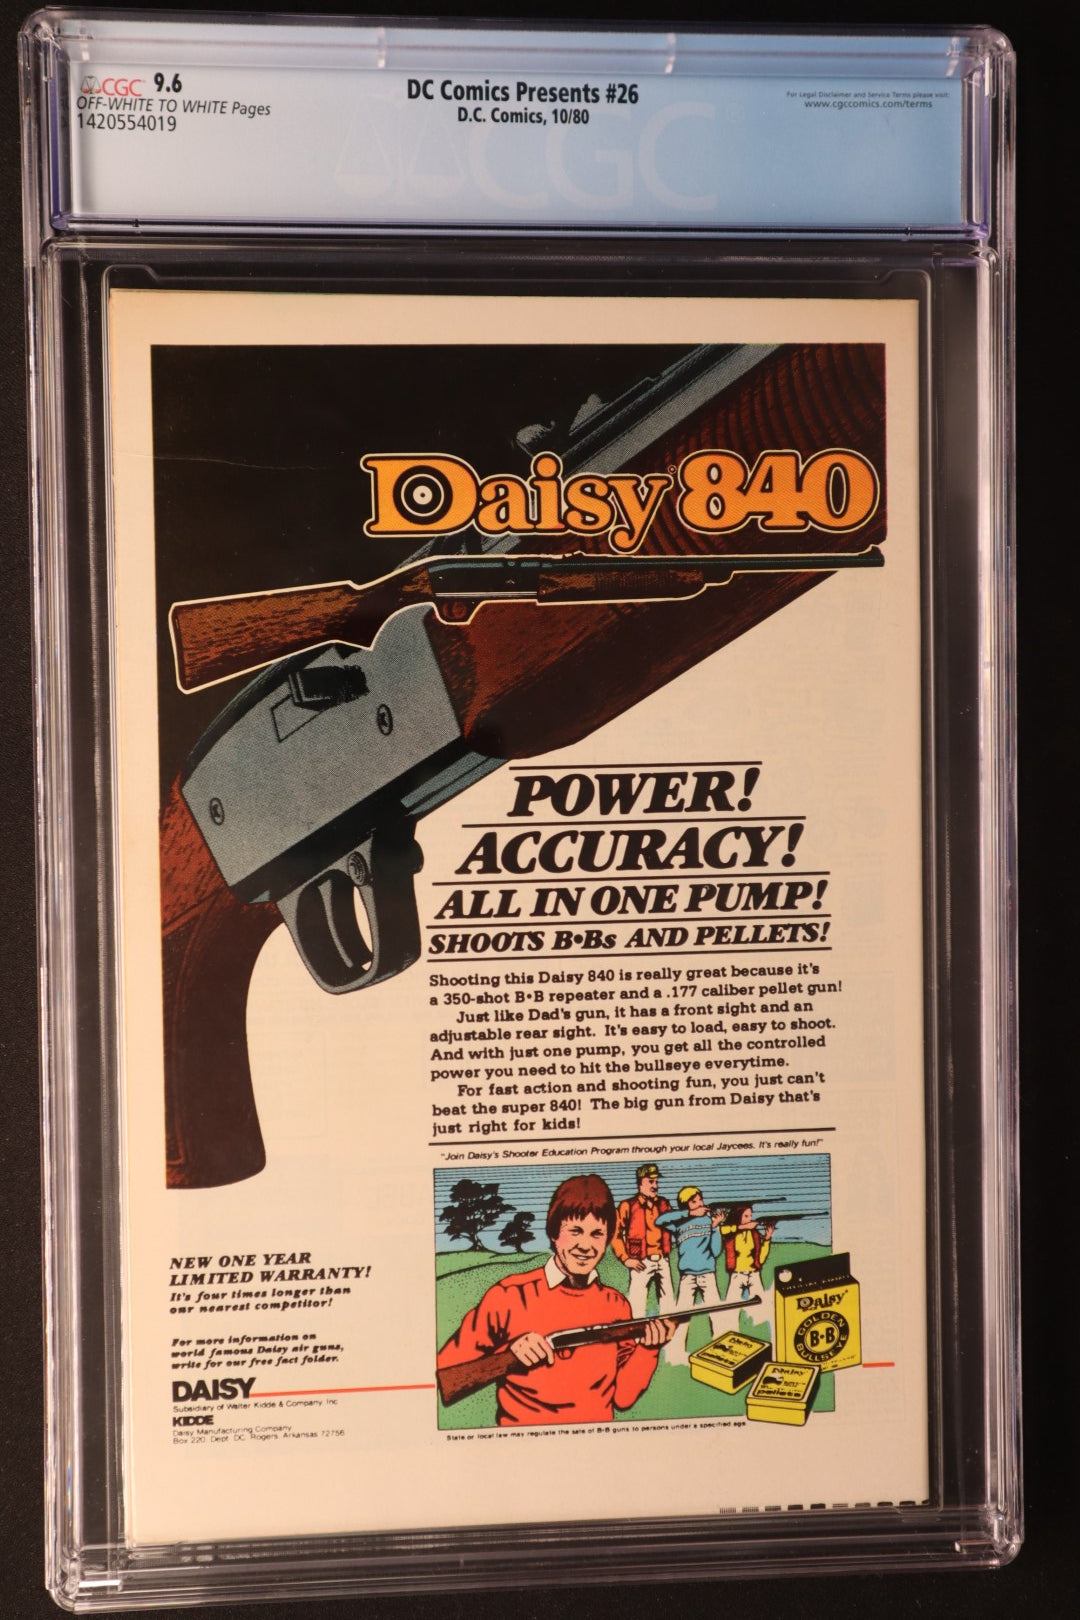 CGC 9.6
OFF-WHITE TO WHITE Pages
1420554019
DC Comics Presents #26
D.C. Comics, 10/80
For Legal Disclaimer and Service Terms please visit:
www.cgccomics.com/terms
CGC
Daisy 840
POWER!
ACCURACY!
ALL IN ONE PUMP!
SHOOTS B•Bs AND PELLETS!
Shooting this Daisy 840 is really great because it's
a 350-shot B•B repeater and a .177 caliber pellet gun!
Just like Dad's gun, it has a front sight and an
adjustable rear sight. It's easy to load, easy to shoot.
And with just one pump, you get all the controlled
power you need to hit the bullseye everytime.
For fast action and shooting fun, you just can't
beat the super 840! The big gun from Daisy that's
just right for kids!
"Join Daisy's Shooter Education Program through your local Jaycees. It's really fun!"
NEW ONE YEAR
LIMITED WARRANTY!
It's four times longer than
our nearest competitor!
For more information on
world famous Daisy air guns,
write for our free fact folder.
DAISY
Subsidiary of Walter Kidde & Company, Inc
KIDDE
Daisy Manufacturing Company
Box 220, Dept. DC, Rogers, Arkansas 72756
Daisy
GOLDEN
B•B
BULLSEYE
Daisy
pellets
Daisy
pellets
State or local law may regulate the sale of B•B guns to persons under a specified age.